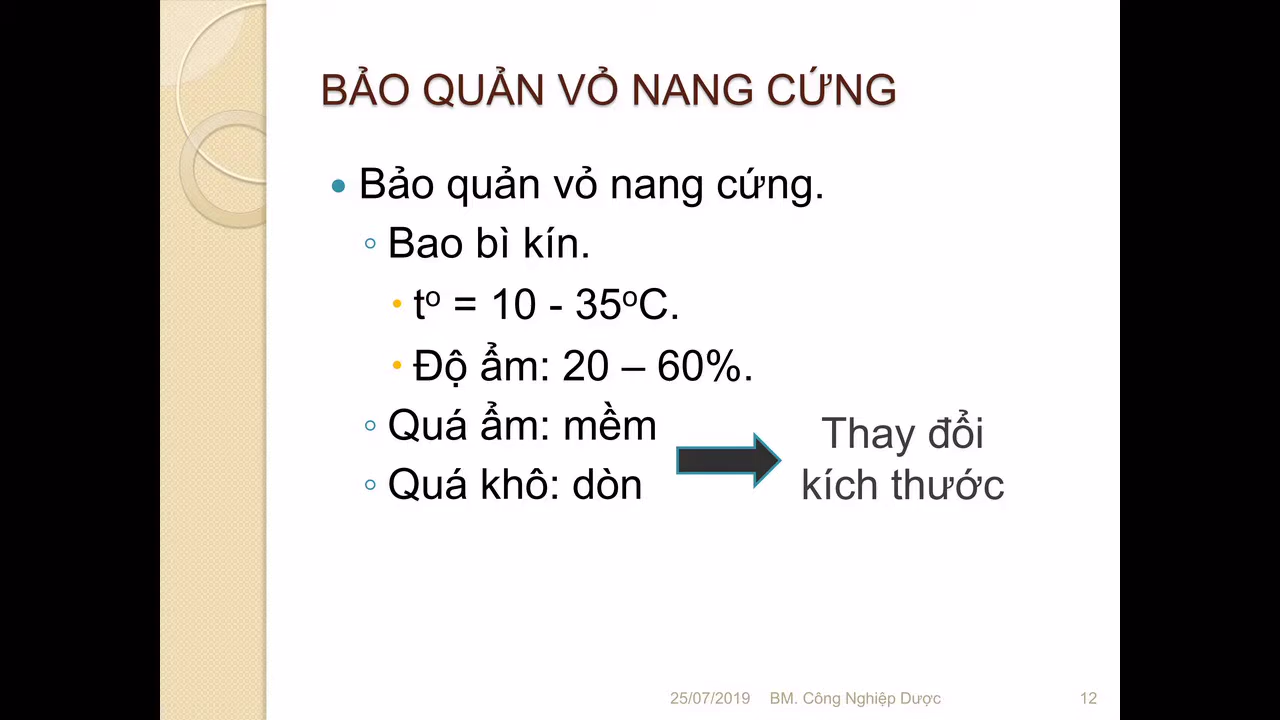 BẢO QUẢN VỎ NANG CỨNG
Bảo quản vỏ nang cứng.
Bao bì kín.
tº = 10 - 35ºC.
Độ ẩm: 20 – 60%.
Quá ẩm: mềm
Quá khô: dòn
Thay đổi
kích thước
25/07/2019 BM. Công Nghiệp Dược 12